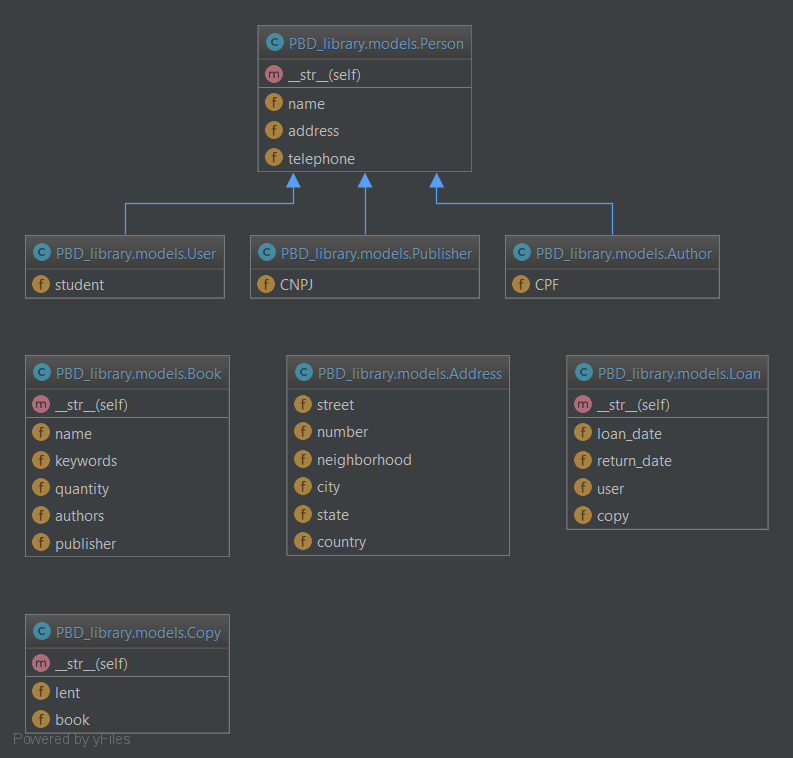 PBD_library.models.Person
__str__(self)
name
address
telephone
PBD_library.models.User
student
PBD_library.models.Publisher
CNPJ
PBD_library.models.Author
CPF
PBD_library.models.Book
__str__(self)
name
keywords
quantity
authors
publisher
PBD_library.models.Address
street
number
neighborhood
city
state
country
PBD_library.models.Loan
__str__(self)
loan_date
return_date
user
copy
PBD_library.models.Copy
__str__(self)
lent
book
Powered by yFiles